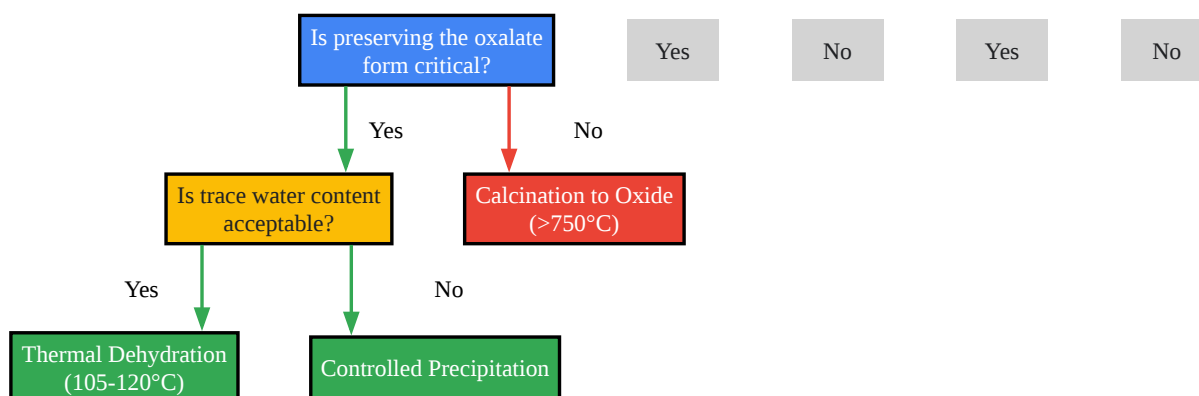 Is preserving the oxalate
form critical?
Yes
No
Yes
No
Yes
No
Is trace water content
acceptable?
Calcination to Oxide
(>750°C)
Yes
No
Thermal Dehydration
(105-120°C)
Controlled Precipitation